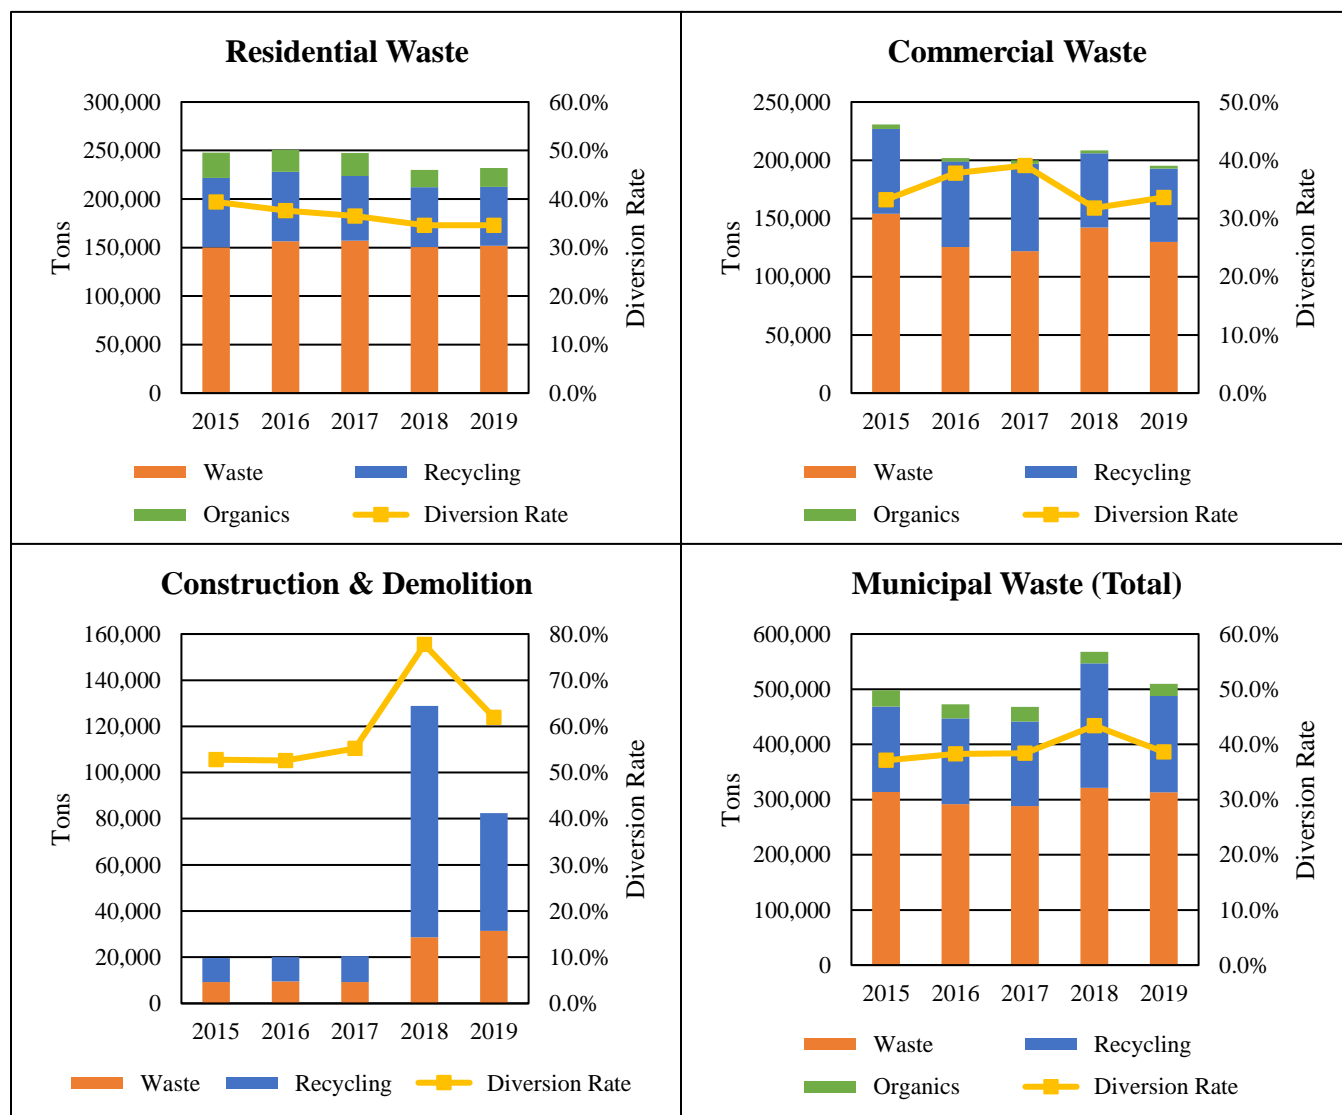 Residential Waste
300,000
250,000
200,000
150,000
100,000
50,000
0
Tons
60.0%
50.0%
40.0%
30.0%
20.0%
10.0%
0.0%
Diversion Rate
2015 2016 2017 2018 2019
Waste Recycling
Organics Diversion Rate
Commercial Waste
250,000
200,000
150,000
100,000
50,000
0
Tons
50.0%
40.0%
30.0%
20.0%
10.0%
0.0%
Diversion Rate
2015 2016 2017 2018 2019
Waste Recycling
Organics Diversion Rate
Construction & Demolition
160,000
140,000
120,000
100,000
80,000
60,000
40,000
20,000
0
Tons
80.0%
70.0%
60.0%
50.0%
40.0%
30.0%
20.0%
10.0%
0.0%
Diversion Rate
2015 2016 2017 2018 2019
Waste Recycling Diversion Rate
Municipal Waste (Total)
600,000
500,000
400,000
300,000
200,000
100,000
0
Tons
60.0%
50.0%
40.0%
30.0%
20.0%
10.0%
0.0%
Diversion Rate
2015 2016 2017 2018 2019
Waste Recycling
Organics Diversion Rate